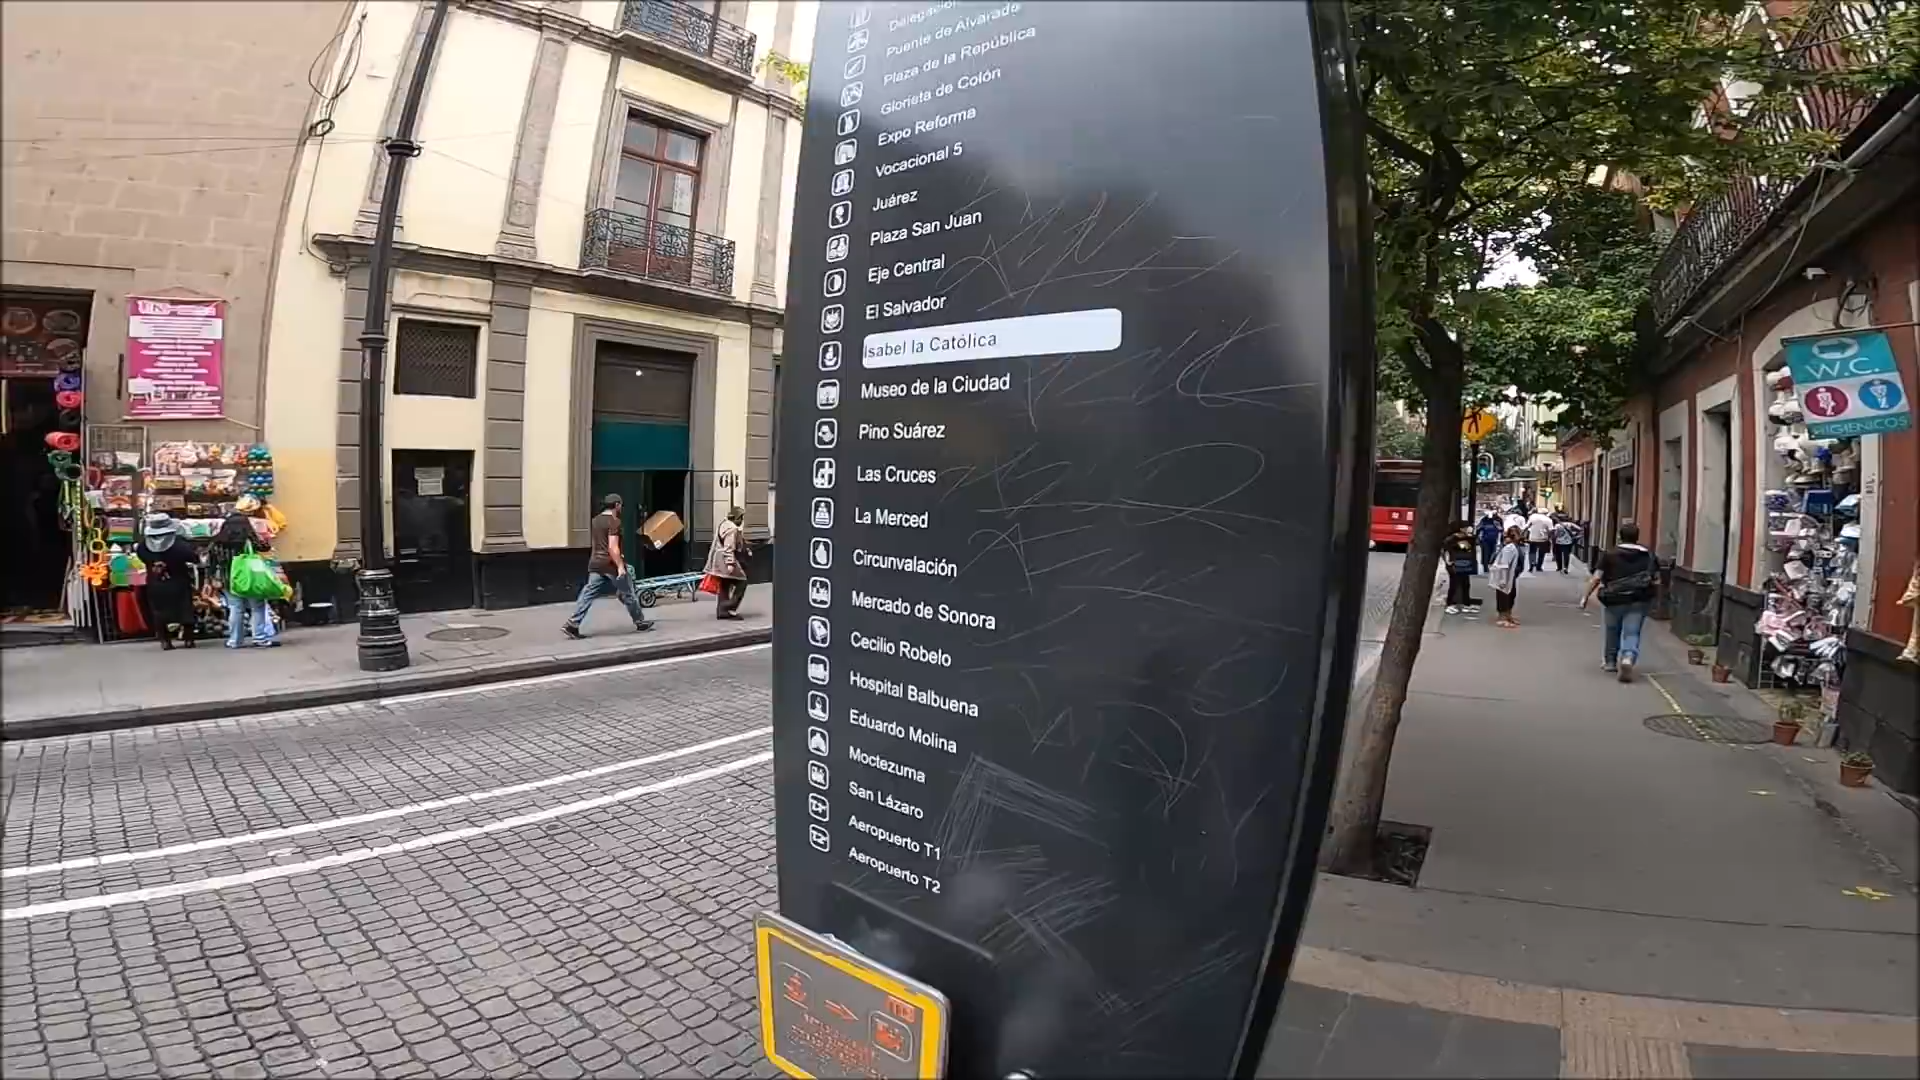 Delegación
Puente de Alvarado
Plaza de la República
Glorieta de Colón
Expo Reforma
Vocacional 5
Juárez
Plaza San Juan
Eje Central
El Salvador
Isabel la Católica
Museo de la Ciudad
Pino Suárez
Las Cruces
La Merced
Circunvalación
Mercado de Sonora
Cecilio Robelo
Hospital Balbuena
Eduardo Molina
Moctezuma
San Lázaro
Aeropuerto T1
Aeropuerto T2
68
W.C.
HIGIENICOS